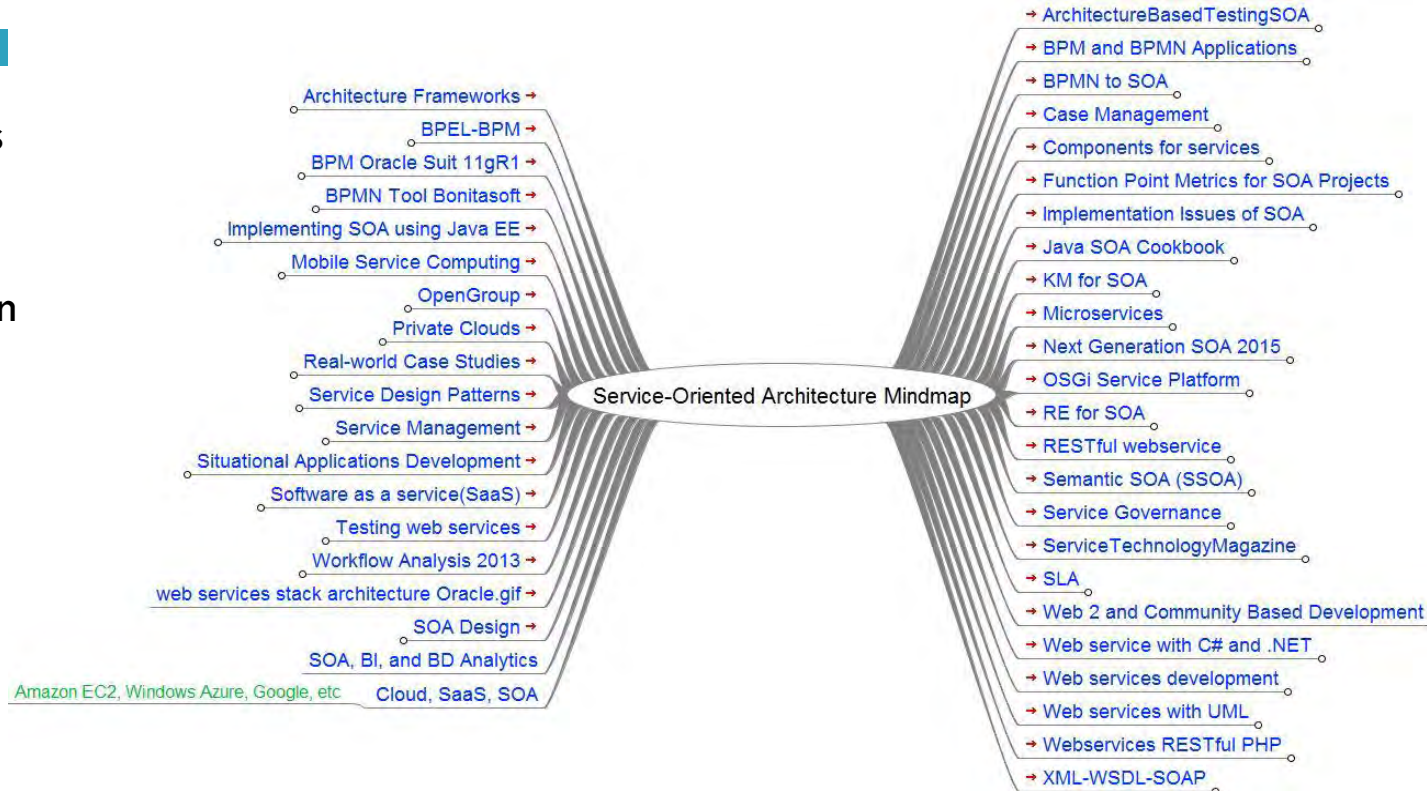 s
n
Architecture Frameworks
BPEL-BPM
BPM Oracle Suit 11gR1
BPMN Tool Bonitasoft
Implementing SOA using Java EE
Mobile Service Computing
OpenGroup
Private Clouds
Real-world Case Studies
Service Design Patterns
Service Management
Situational Applications Development
Software as a service(SaaS)
Testing web services
Workflow Analysis 2013
web services stack architecture Oracle.gif
SOA Design
SOA, BI, and BD Analytics
Amazon EC2, Windows Azure, Google, etc
Cloud, SaaS, SOA
Service-Oriented Architecture Mindmap
ArchitectureBasedTestingSOA
BPM and BPMN Applications
BPMN to SOA
Case Management
Components for services
Function Point Metrics for SOA Projects
Implementation Issues of SOA
Java SOA Cookbook
KM for SOA
Microservices
Next Generation SOA 2015
OSGi Service Platform
RE for SOA
RESTful webservice
Semantic SOA (SSOA)
Service Governance
ServiceTechnologyMagazine
SLA
Web 2 and Community Based Development
Web service with C# and .NET
Web services development
Web services with UML
Webservices RESTful PHP
XML-WSDL-SOAP